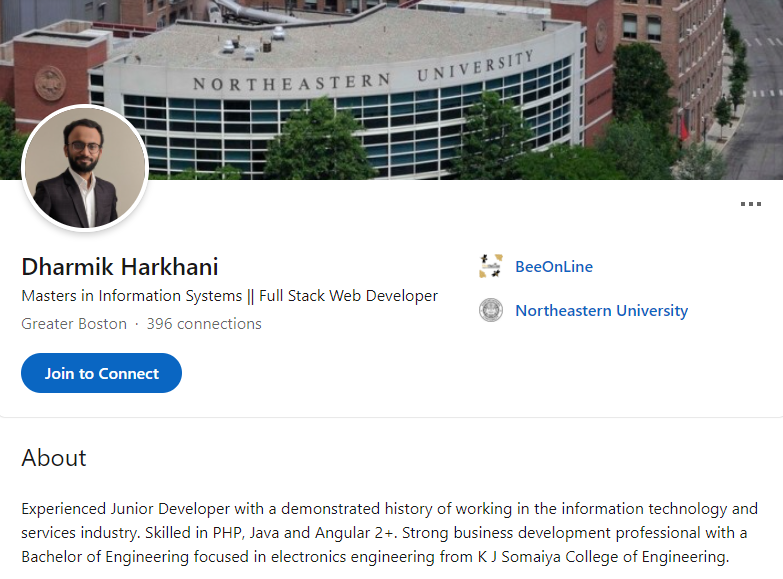 NORTHEASTERN UNIVERSITY
Dharmik Harkhani
Masters in Information Systems || Full Stack Web Developer
Greater Boston · 396 connections
Join to Connect
BeeOnLine
Northeastern University
About
Experienced Junior Developer with a demonstrated history of working in the information technology and
services industry. Skilled in PHP, Java and Angular 2+. Strong business development professional with a
Bachelor of Engineering focused in electronics engineering from K J Somaiya College of Engineering.